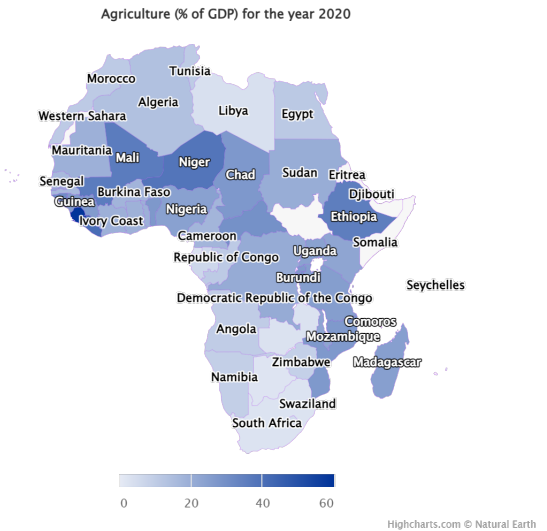 Agriculture (% of GDP) for the year 2020
Tunisia
Morocco
Algeria
Libya
Egypt
Western Sahara
Mauritania
Mali
Niger
Chad
Sudan
Eritrea
Senegal
Burkina Faso
Djibouti
Guinea
Nigeria
Ethiopia
Ivory Coast
Cameroon
Somalia
Republic of Congo
Uganda
Burundi
Seychelles
Democratic Republic of the Congo
Comoros
Angola
Mozambique
Zimbabwe
Madagascar
Namibia
Swaziland
South Africa
0 20 40 60
Highcharts.com © Natural Earth